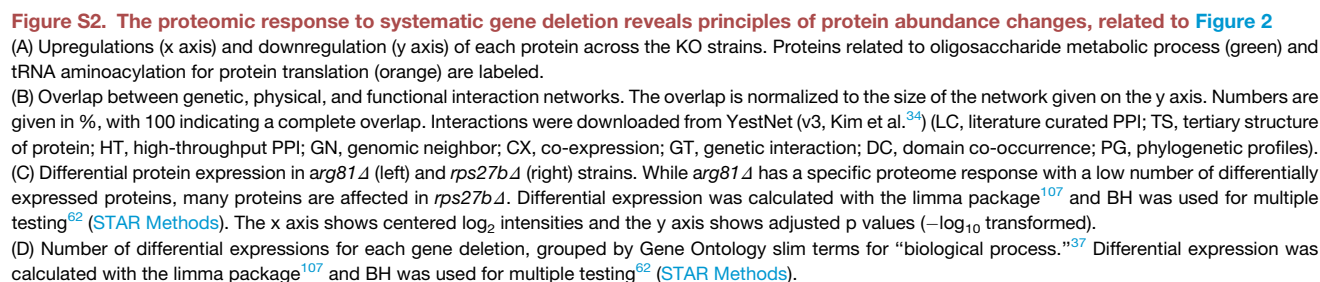 Figure S2. The proteomic response to systematic gene deletion reveals principles of protein abundance changes, related to Figure 2
(A) Upregulations (x axis) and downregulation (y axis) of each protein across the KO strains. Proteins related to oligosaccharide metabolic process (green) and
tRNA aminoacylation for protein translation (orange) are labeled.
(B) Overlap between genetic, physical, and functional interaction networks. The overlap is normalized to the size of the network given on the y axis. Numbers are
given in %, with 100 indicating a complete overlap. Interactions were downloaded from YestNet (v3, Kim et al.34) (LC, literature curated PPI; TS, tertiary structure
of protein; HT, high-throughput PPI; GN, genomic neighbor; CX, co-expression; GT, genetic interaction; DC, domain co-occurrence; PG, phylogenetic profiles).
(C) Differential protein expression in arg81Δ (left) and rps27bΔ (right) strains. While arg81Δ has a specific proteome response with a low number of differentially
expressed proteins, many proteins are affected in rps27bΔ. Differential expression was calculated with the limma package107 and BH was used for multiple
testing62 (STAR Methods). The x axis shows centered log2 intensities and the y axis shows adjusted p values (−log10 transformed).
(D) Number of differential expressions for each gene deletion, grouped by Gene Ontology slim terms for “biological process.”37 Differential expression was
calculated with the limma package107 and BH was used for multiple testing62 (STAR Methods).